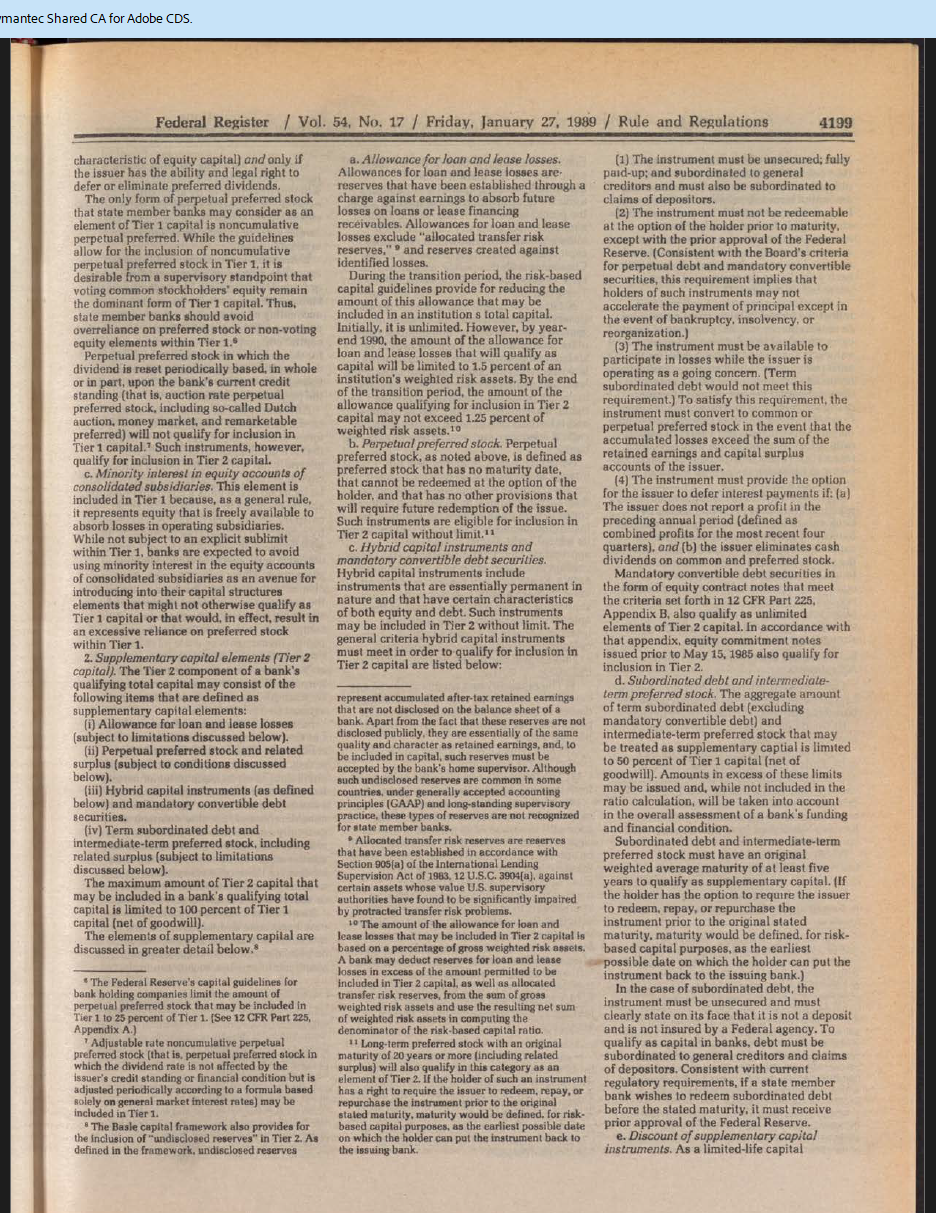 mantec Shared CA for Adobe CDS.
Federal Register / Vol. 54, No. 17 / Friday, January 27, 1989 / Rule and Regulations 4199
characteristic of equity capital) and only if
the issuer has the ability and legal right to
defer or eliminate preferred dividends.
The only form of perpetual preferred stock
that state member banks may consider as an
element of Tier 1 capital is noncumulative
perpetual preferred. While the guidelines
allow for the inclusion of noncumulative
perpetual preferred stock in Tier 1, it is
desirable from a supervisory standpoint that
voting common stockholders' equity remain
the dominant form of Tier 1 capital. Thus,
state member banks should avoid
overreliance on preferred stock or non-voting
equity elements within Tier 1.⁶
Perpetual preferred stock in which the
dividend is reset periodically based, in whole
or in part, upon the bank's current credit
standing (that is, auction rate perpetual
preferred stock, including so-called Dutch
auction, money market, and remarketable
preferred) will not qualify for inclusion in
Tier 1 capital.⁷ Such instruments, however,
qualify for inclusion in Tier 2 capital.
c. Minority interest in equity accounts of
consolidated subsidiaries. This element is
included in Tier 1 because, as a general rule,
it represents equity that is freely available to
absorb losses in operating subsidiaries.
While not subject to an explicit sublimit
within Tier 1, banks are expected to avoid
using minority interest in the equity accounts
of consolidated subsidiaries as an avenue for
introducing into their capital structures
elements that might not otherwise qualify as
Tier 1 capital or that would, in effect, result in
an excessive reliance on preferred stock
within Tier 1.
2. Supplementary capital elements (Tier 2
capital). The Tier 2 component of a bank's
qualifying total capital may consist of the
following items that are defined as
supplementary capital elements:
(i) Allowance for loan and lease losses
(subject to limitations discussed below).
(ii) Perpetual preferred stock and related
surplus (subject to conditions discussed
below).
(iii) Hybrid capital instruments (as defined
below) and mandatory convertible debt
securities.
(iv) Term subordinated debt and
intermediate-term preferred stock, including
related surplus (subject to limitations
discussed below).
The maximum amount of Tier 2 capital that
may be included in a bank's qualifying total
capital is limited to 100 percent of Tier 1
capital (net of goodwill).
The elements of supplementary capital are
discussed in greater detail below.⁸
⁶ The Federal Reserve's capital guidelines for
bank holding companies limit the amount of
perpetual preferred stock that may be included in
Tier 1 to 25 percent of Tier 1. (See 12 CFR Part 225,
Appendix A.)
⁷ Adjustable rate noncumulative perpetual
preferred stock (that is, perpetual preferred stock in
which the dividend rate is not affected by the
issuer's credit standing or financial condition but is
adjusted periodically according to a formula based
solely on general market interest rates) may be
included in Tier 1.
⁸ The Basle capital framework also provides for
the inclusion of "undisclosed reserves" in Tier 2. As
defined in the framework, undisclosed reserves
a. Allowance for loan and lease losses.
Allowances for loan and lease losses are
reserves that have been established through a
charge against earnings to absorb future
losses on loans or lease financing
receivables. Allowances for loan and lease
losses exclude "allocated transfer risk
reserves," ⁹ and reserves created against
identified losses.
During the transition period, the risk-based
capital guidelines provide for reducing the
amount of this allowance that may be
included in an institution s total capital.
Initially, it is unlimited. However, by year-
end 1990, the amount of the allowance for
loan and lease losses that will qualify as
capital will be limited to 1.5 percent of an
institution's weighted risk assets. By the end
of the transition period, the amount of the
allowance qualifying for inclusion in Tier 2
capital may not exceed 1.25 percent of
weighted risk assets.¹⁰
b. Perpetual preferred stock. Perpetual
preferred stock, as noted above, is defined as
preferred stock that has no maturity date,
that cannot be redeemed at the option of the
holder, and that has no other provisions that
will require future redemption of the issue.
Such instruments are eligible for inclusion in
Tier 2 capital without limit.¹¹
c. Hybrid capital instruments and
mandatory convertible debt securities.
Hybrid capital instruments include
instruments that are essentially permanent in
nature and that have certain characteristics
of both equity and debt. Such instruments
may be included in Tier 2 without limit. The
general criteria hybrid capital instruments
must meet in order to qualify for inclusion in
Tier 2 capital are listed below:
represent accumulated after-tax retained earnings
that are not disclosed on the balance sheet of a
bank. Apart from the fact that these reserves are not
disclosed publicly, they are essentially of the same
quality and character as retained earnings, and, to
be included in capital, such reserves must be
accepted by the bank's home supervisor. Although
such undisclosed reserves are common in some
countries, under generally accepted accounting
principles (GAAP) and long-standing supervisory
practice, these types of reserves are not recognized
for state member banks.
⁹ Allocated transfer risk reserves are reserves
that have been established in accordance with
Section 905(a) of the International Lending
Supervision Act of 1983, 12 U.S.C. 3904(a), against
certain assets whose value U.S. supervisory
authorities have found to be significantly impaired
by protracted transfer risk problems.
¹⁰ The amount of the allowance for loan and
lease losses that may be included in Tier 2 capital is
based on a percentage of gross weighted risk assets.
A bank may deduct reserves for loan and lease
losses in excess of the amount permitted to be
included in Tier 2 capital, as well as allocated
transfer risk reserves, from the sum of gross
weighted risk assets and use the resulting net sum
of weighted risk assets in computing the
denominator of the risk-based capital ratio.
¹¹ Long-term preferred stock with an original
maturity of 20 years or more (including related
surplus) will also qualify in this category as an
element of Tier 2. If the holder of such an instrument
has a right to require the issuer to redeem, repay, or
repurchase the instrument prior to the original
stated maturity, maturity would be defined, for risk-
based capital purposes, as the earliest possible date
on which the holder can put the instrument back to
the issuing bank.
(1) The instrument must be unsecured; fully
paid-up; and subordinated to general
creditors and must also be subordinated to
claims of depositors.
(2) The instrument must not be redeemable
at the option of the holder prior to maturity,
except with the prior approval of the Federal
Reserve. (Consistent with the Board's criteria
for perpetual debt and mandatory convertible
securities, this requirement implies that
holders of such instruments may not
accelerate the payment of principal except in
the event of bankruptcy, insolvency, or
reorganization.)
(3) The instrument must be available to
participate in losses while the issuer is
operating as a going concern. (Term
subordinated debt would not meet this
requirement.) To satisfy this requirement, the
instrument must convert to common or
perpetual preferred stock in the event that the
accumulated losses exceed the sum of the
retained earnings and capital surplus
accounts of the issuer.
(4) The instrument must provide the option
for the issuer to defer interest payments if: (a)
The issuer does not report a profit in the
preceding annual period (defined as
combined profits for the most recent four
quarters), and (b) the issuer eliminates cash
dividends on common and preferred stock.
Mandatory convertible debt securities in
the form of equity contract notes that meet
the criteria set forth in 12 CFR Part 225,
Appendix B, also qualify as unlimited
elements of Tier 2 capital. In accordance with
that appendix, equity commitment notes
issued prior to May 15, 1985 also qualify for
inclusion in Tier 2.
d. Subordinated debt and intermediate-
term preferred stock. The aggregate amount
of term subordinated debt (excluding
mandatory convertible debt) and
intermediate-term preferred stock that may
be treated as supplementary captial is limited
to 50 percent of Tier 1 capital (net of
goodwill). Amounts in excess of these limits
may be issued and, while not included in the
ratio calculation, will be taken into account
in the overall assessment of a bank's funding
and financial condition.
Subordinated debt and intermediate-term
preferred stock must have an original
weighted average maturity of at least five
years to qualify as supplementary capital. (If
the holder has the option to require the issuer
to redeem, repay, or repurchase the
instrument prior to the original stated
maturity, maturity would be defined, for risk-
based capital purposes, as the earliest
possible date on which the holder can put the
instrument back to the issuing bank.)
In the case of subordinated debt, the
instrument must be unsecured and must
clearly state on its face that it is not a deposit
and is not insured by a Federal agency. To
qualify as capital in banks, debt must be
subordinated to general creditors and claims
of depositors. Consistent with current
regulatory requirements, if a state member
bank wishes to redeem subordinated debt
before the stated maturity, it must receive
prior approval of the Federal Reserve.
e. Discount of supplementary capital
instruments. As a limited-life capital